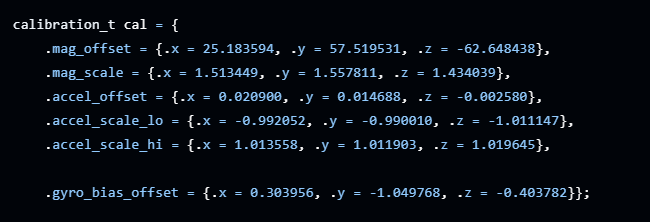 calibration_t cal = {
    .mag_offset = {.x = 25.183594, .y = 57.519531, .z = -62.648438},
    .mag_scale = {.x = 1.513449, .y = 1.557811, .z = 1.434039},
    .accel_offset = {.x = 0.020900, .y = 0.014688, .z = -0.002580},
    .accel_scale_lo = {.x = -0.992052, .y = -0.990010, .z = -1.011147},
    .accel_scale_hi = {.x = 1.013558, .y = 1.011903, .z = 1.019645},
    .gyro_bias_offset = {.x = 0.303956, .y = -1.049768, .z = -0.403782}};